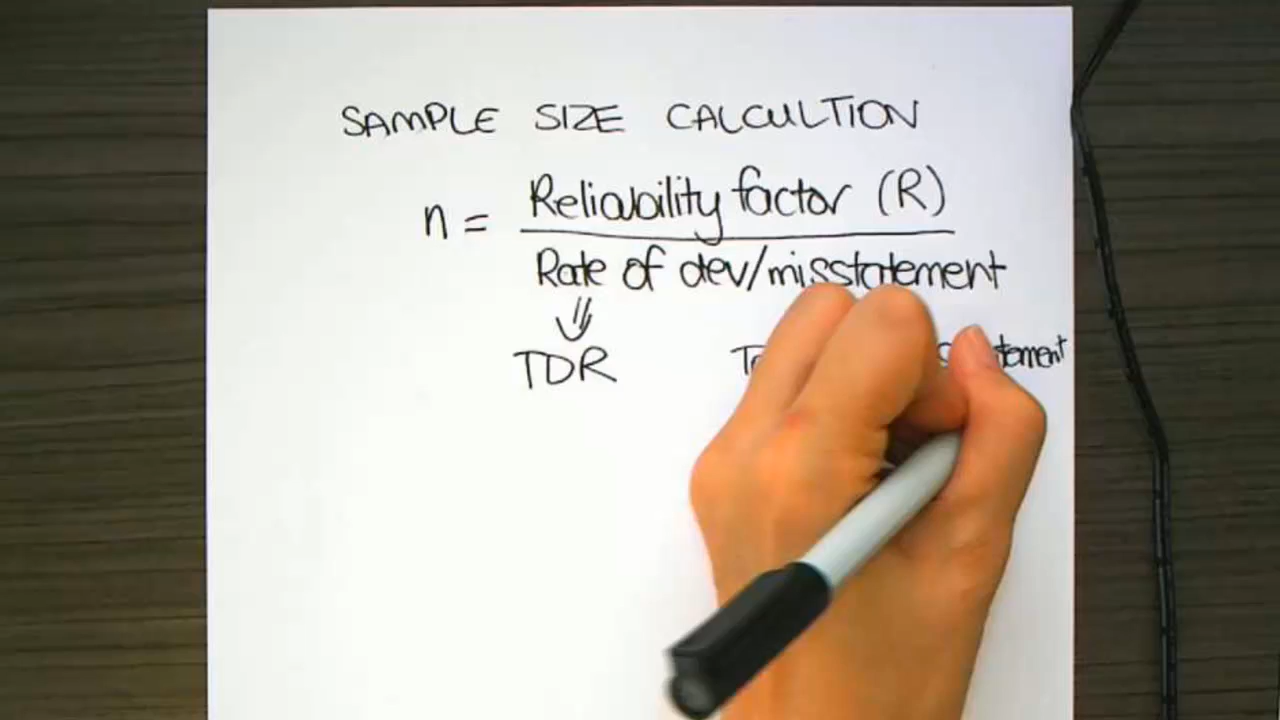 SAMPLE SIZE CALCULTION
n = Reliability factor (R)
Rate of dev/misstatement
⇓
TDR